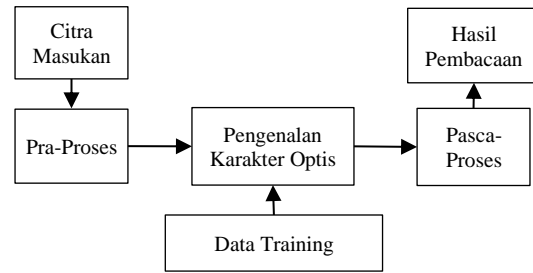 Citra
Masukan
Hasil
Pembacaan
Pra-Proses
Pengenalan
Karakter Optis
Pasca-
Proses
Data Training